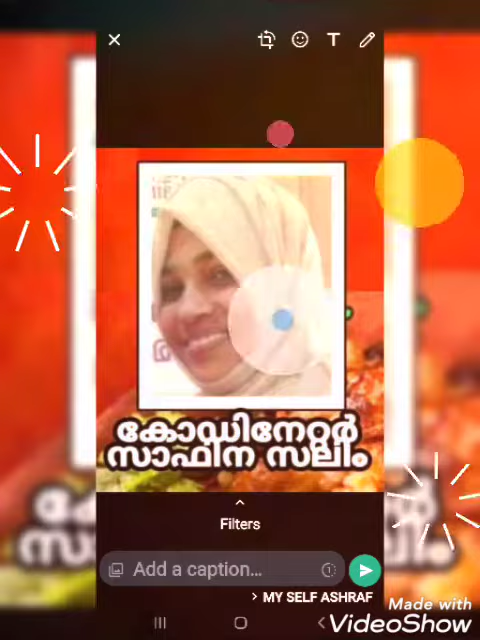 കോഡിനേറ്റർ
സാഫിന സലിം
Filters
Add a caption...
MY SELF ASHRAF
Made with
VideoShow